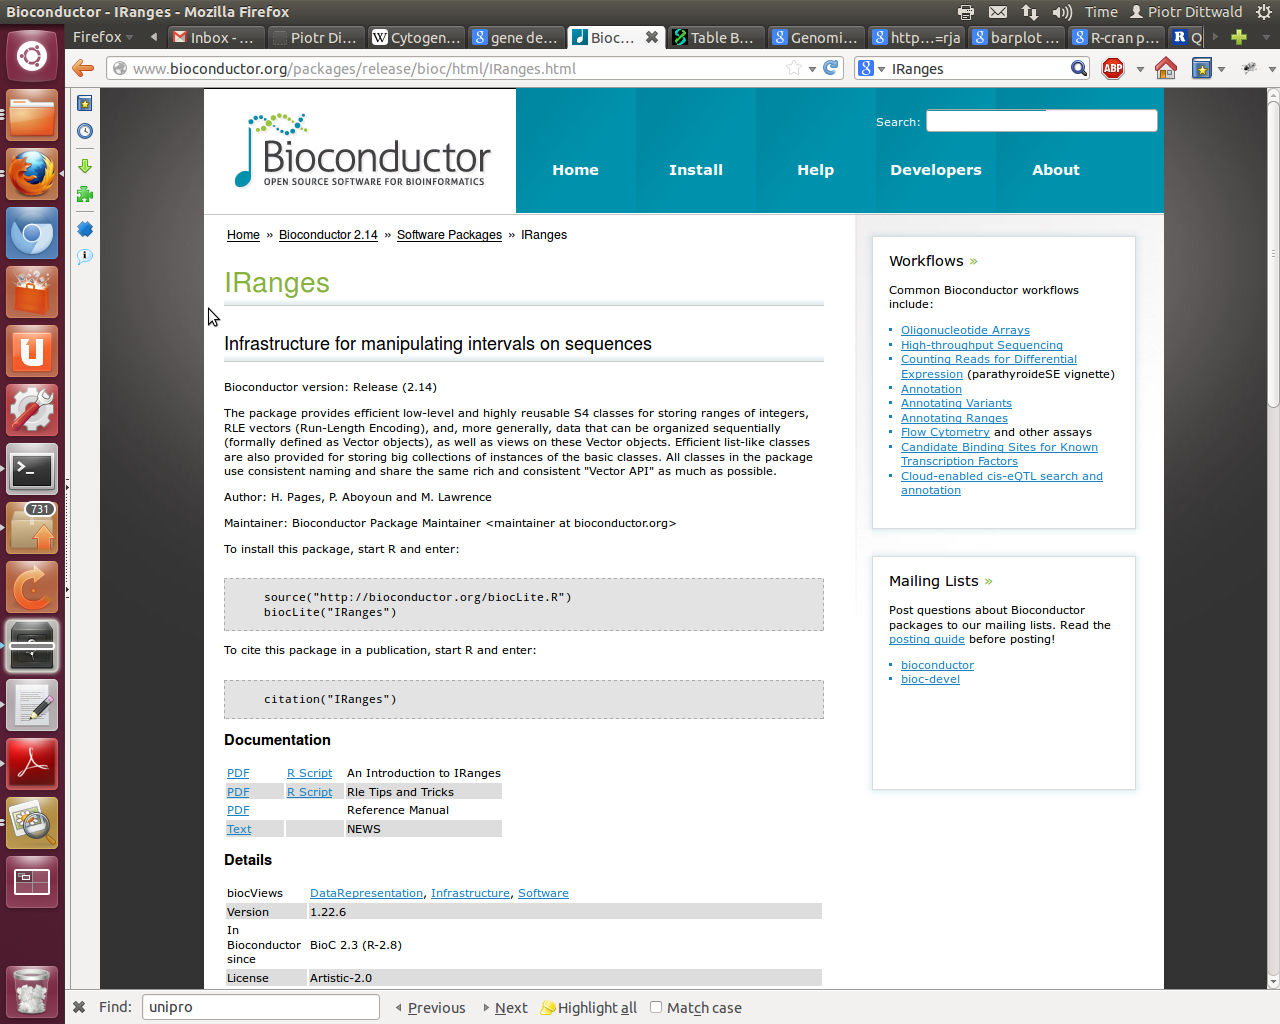 Bioconductor - IRanges - Mozilla Firefox
Time Piotr Dittwald
Firefox Inbox - ... Piotr Di... Cytogen... gene de... Bioc... Table B... Genomi... http...=rja barplot ... R-cran p... Q
www.bioconductor.org/packages/release/bioc/html/IRanges.html
IRanges
ABP
Bioconductor
OPEN SOURCE SOFTWARE FOR BIOINFORMATICS
Search:
Home Install Help Developers About
Home » Bioconductor 2.14 » Software Packages » IRanges
IRanges
Infrastructure for manipulating intervals on sequences
Bioconductor version: Release (2.14)
The package provides efficient low-level and highly reusable S4 classes for storing ranges of integers,
RLE vectors (Run-Length Encoding), and, more generally, data that can be organized sequentially
(formally defined as Vector objects), as well as views on these Vector objects. Efficient list-like classes
are also provided for storing big collections of instances of the basic classes. All classes in the package
use consistent naming and share the same rich and consistent "Vector API" as much as possible.
Author: H. Pages, P. Aboyoun and M. Lawrence
Maintainer: Bioconductor Package Maintainer <maintainer at bioconductor.org>
To install this package, start R and enter:
source("http://bioconductor.org/biocLite.R")
biocLite("IRanges")
To cite this package in a publication, start R and enter:
citation("IRanges")
Documentation
PDF R Script An Introduction to IRanges
PDF R Script Rle Tips and Tricks
PDF Reference Manual
Text NEWS
Details
biocViews DataRepresentation, Infrastructure, Software
Version 1.22.6
In
Bioconductor BioC 2.3 (R-2.8)
since
License Artistic-2.0
Workflows »
Common Bioconductor workflows
include:
Oligonucleotide Arrays
High-throughput Sequencing
Counting Reads for Differential
Expression (parathyroideSE vignette)
Annotation
Annotating Variants
Annotating Ranges
Flow Cytometry and other assays
Candidate Binding Sites for Known
Transcription Factors
Cloud-enabled cis-eQTL search and
annotation
Mailing Lists »
Post questions about Bioconductor
packages to our mailing lists. Read the
posting guide before posting!
bioconductor
bioc-devel
731
Find: unipro Previous Next Highlight all Match case